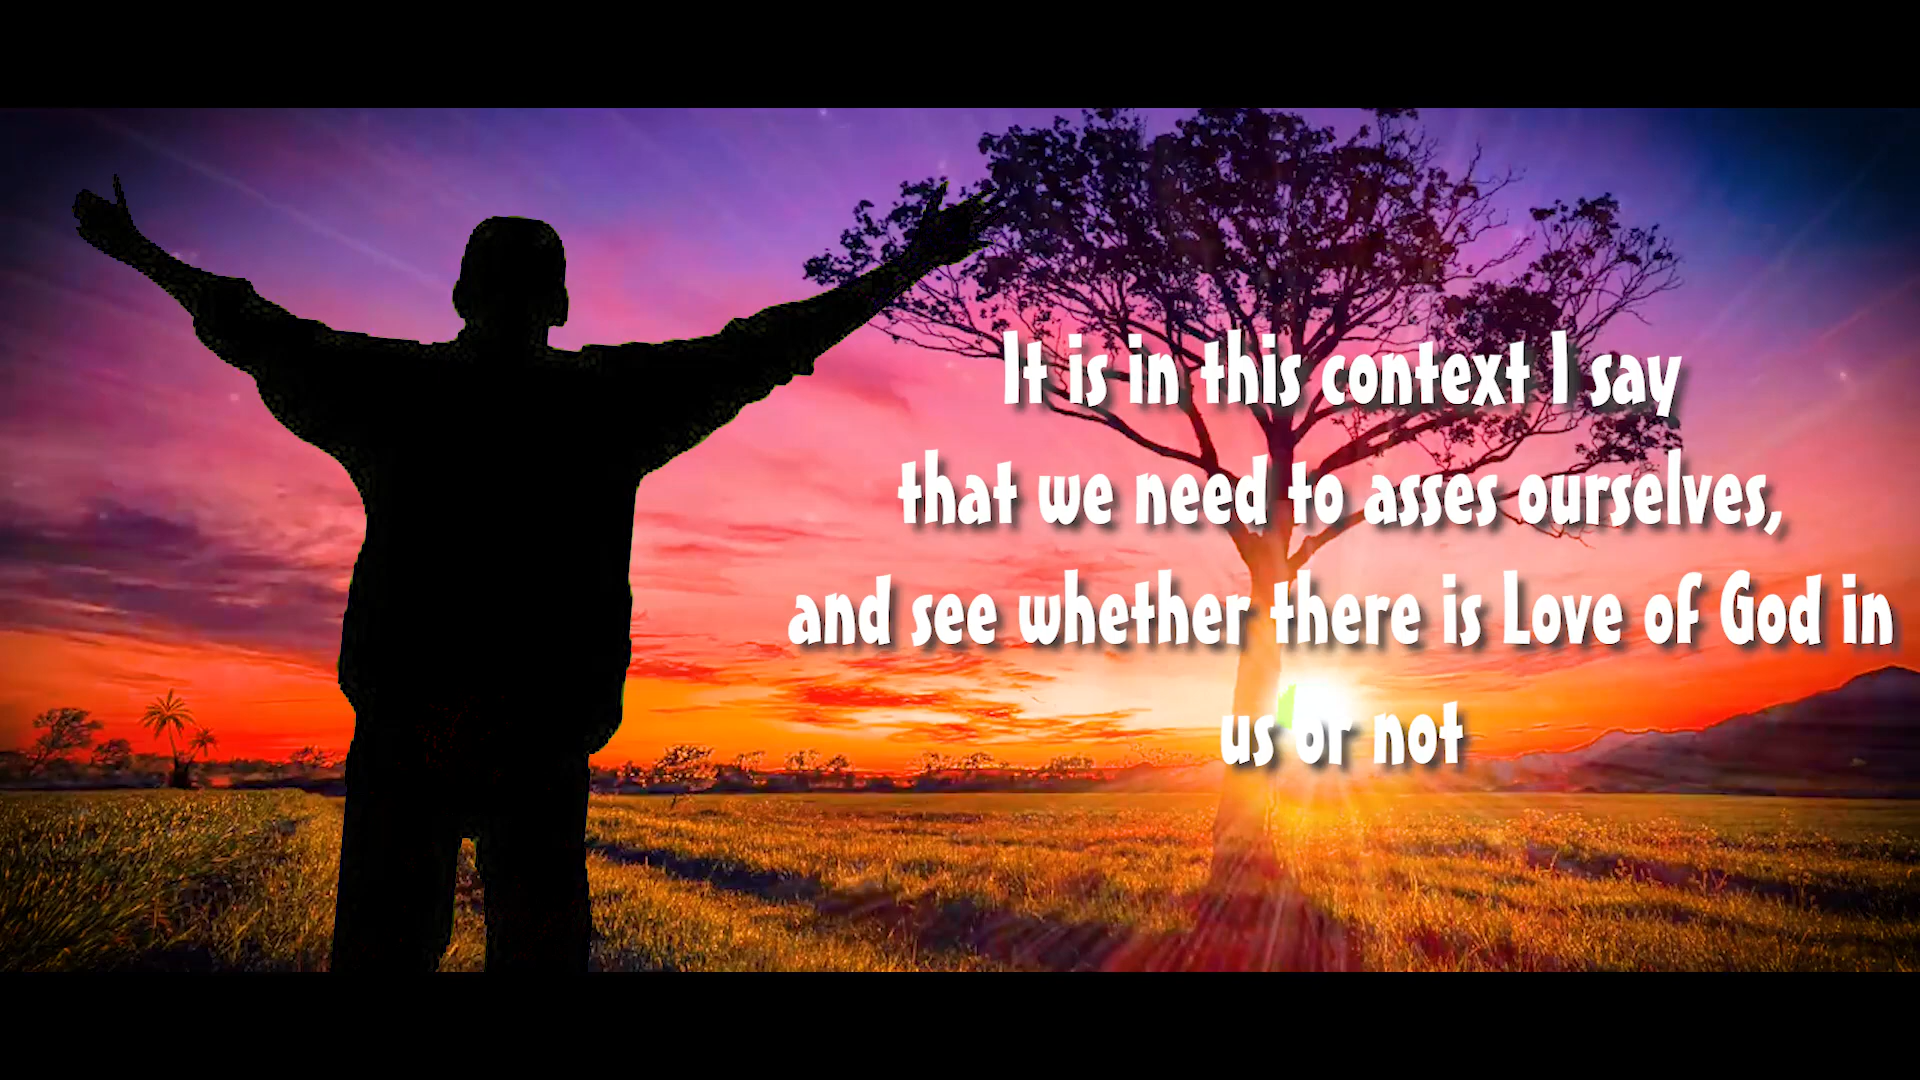 It is in this context I say
that we need to asses ourselves,
and see whether there is Love of God in
us or not